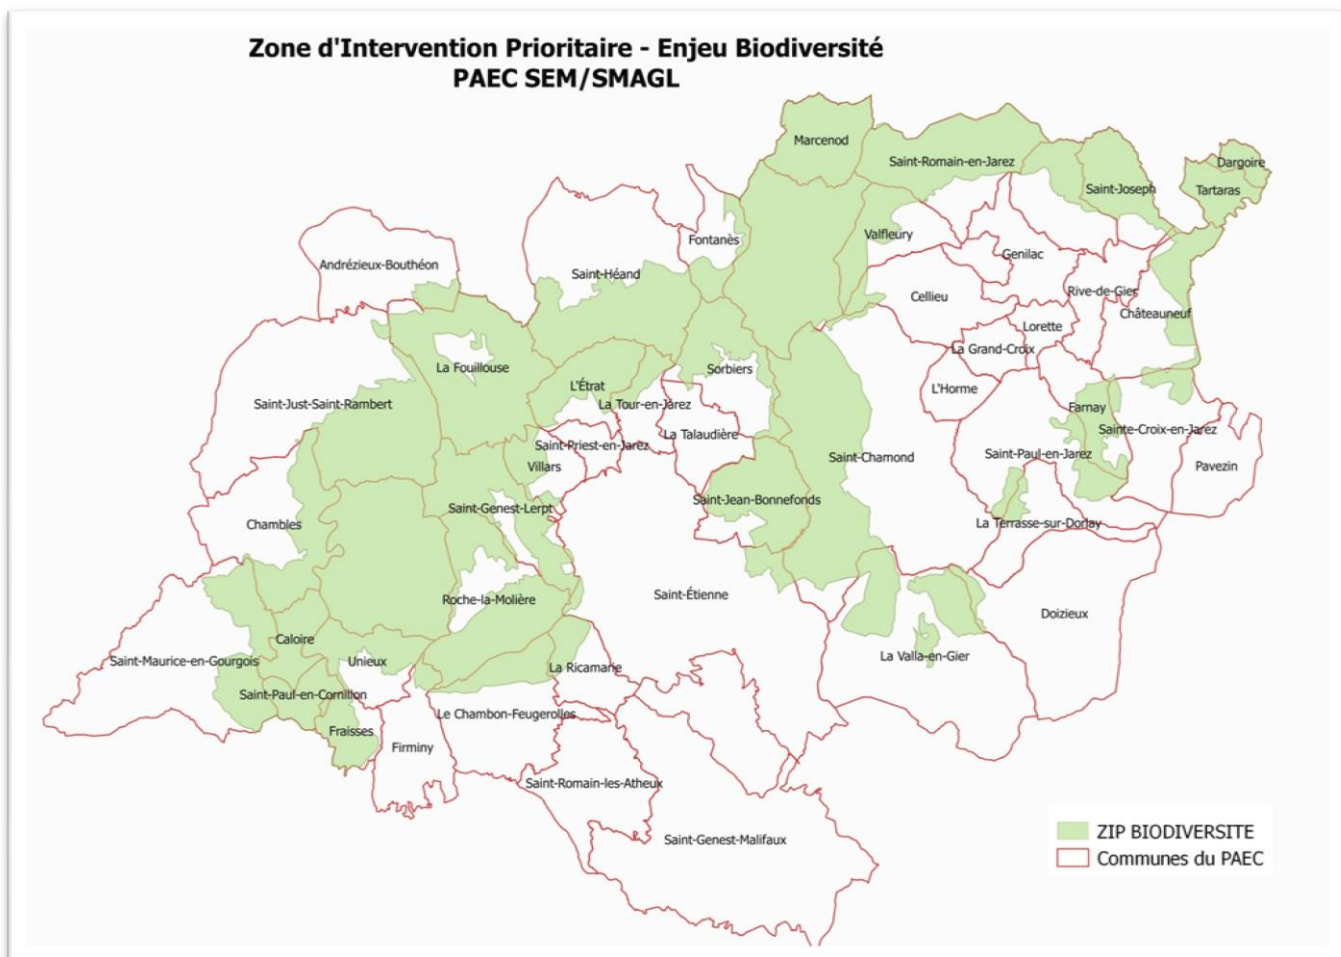 Zone d'Intervention Prioritaire - Enjeu Biodiversité
PAEC SEM/SMAGL
Marcenod
Saint-Romain-en-Jarez
Dargoire
Saint-Joseph
Tartaras
Fontanès
Valfleury
Andrézieux-Bouthéon
Saint-Héand
Genilac
Cellieu
Rive-de-Gier
Châteauneuf
Lorette
La Grand-Croix
La Fouillouse
Sorbiers
L'Étrat
L'Horme
Saint-Just-Saint-Rambert
La Tour-en-Jarez
Farnay
La Talaudière
Sainte-Croix-en-Jarez
Saint-Priest-en-Jarez
Saint-Chamond
Saint-Paul-en-Jarez
Villars
Pavezin
Saint-Jean-Bonnefonds
Saint-Genest-Lerpt
Chambles
La Terrasse-sur-Dorlay
Saint-Étienne
Roche-la-Molière
Doizieux
Caloire
La Valla-en-Gier
Saint-Maurice-en-Gourgois
Unieux
La Ricamarie
Saint-Paul-en-Cornillon
Le Chambon-Feugerolles
Fraisses
Firminy
Saint-Romain-les-Atheux
Saint-Genest-Malifaux
ZIP BIODIVERSITE
Communes du PAEC